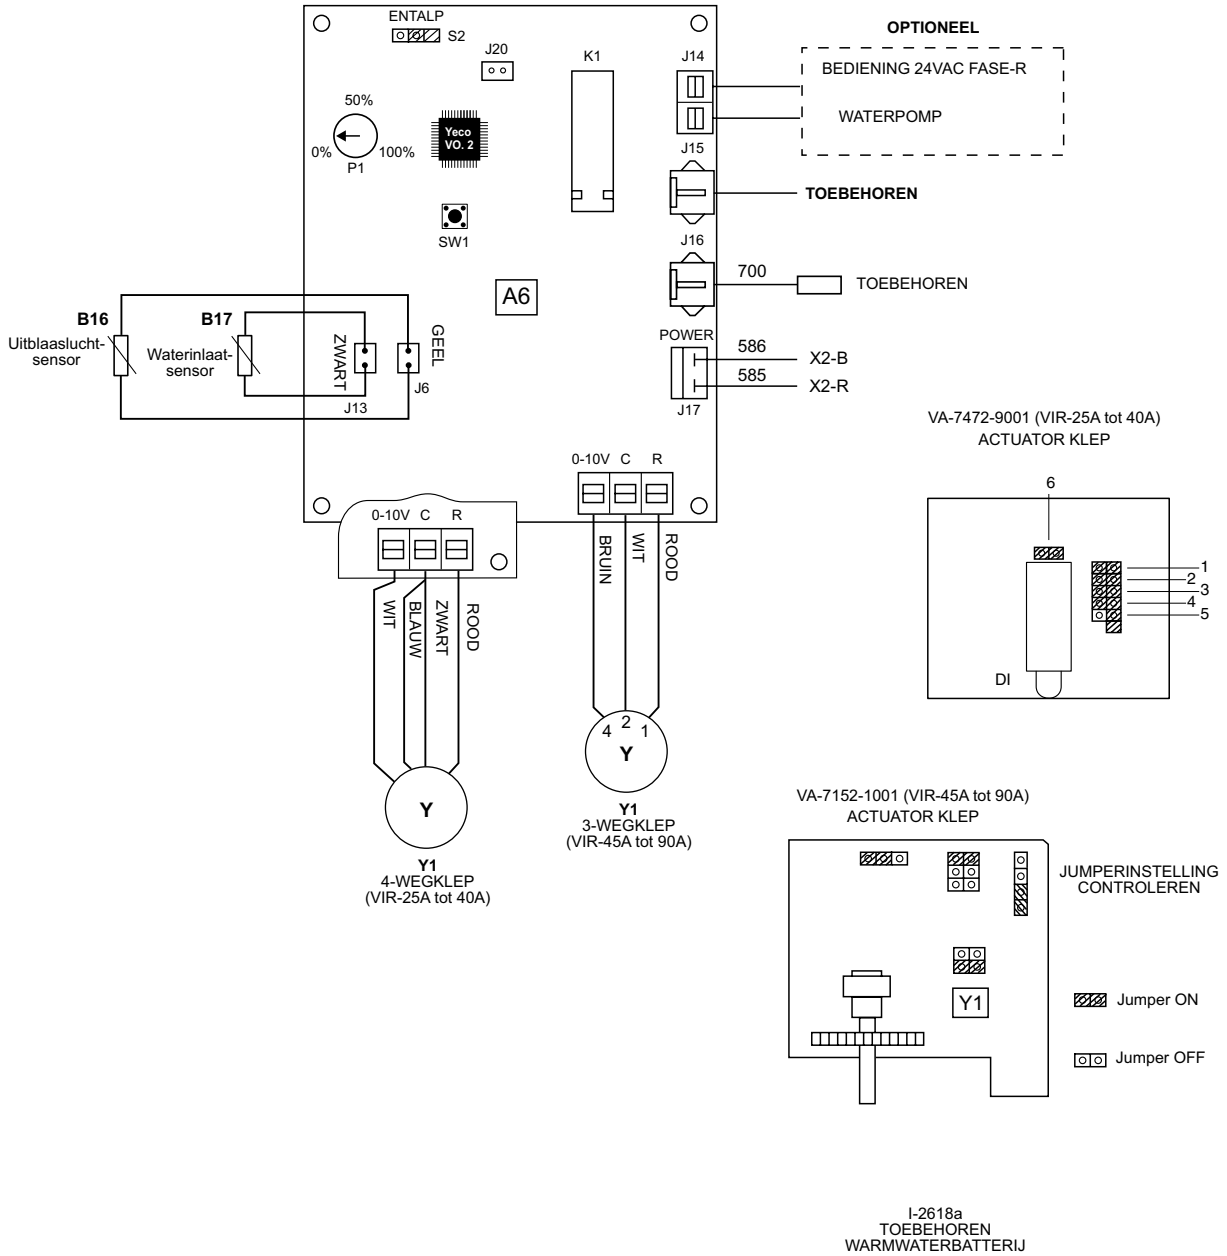 ENTALP
S2
J20
K1
J14
OPTIONEEL
BEDIENING 24VAC FASE-R
WATERPOMP
50%
0%
100%
P1
Yeco
VO. 2
J15
TOEBEHOREN
SW1
J16
700
TOEBEHOREN
A6
B16
Uitblaaslucht-
sensor
B17
Waterinlaat-
sensor
ZWART
GEEL
J13
J6
POWER
586
X2-B
585
X2-R
J17
VA-7472-9001 (VIR-25A tot 40A)
ACTUATOR KLEP
6
1
2
3
4
5
DI
0-10V C R
BRUIN
WIT
ROOD
0-10V C R
WIT
BLAUW
ZWART
ROOD
4 2 1
Y
Y1
3-WEGKLEP
(VIR-45A tot 90A)
Y
Y1
4-WEGKLEP
(VIR-25A tot 40A)
VA-7152-1001 (VIR-45A tot 90A)
ACTUATOR KLEP
JUMPERINSTELLING
CONTROLEREN
Y1
Jumper ON
Jumper OFF
I-2618a
TOEBEHOREN
WARMWATERBATTERIJ